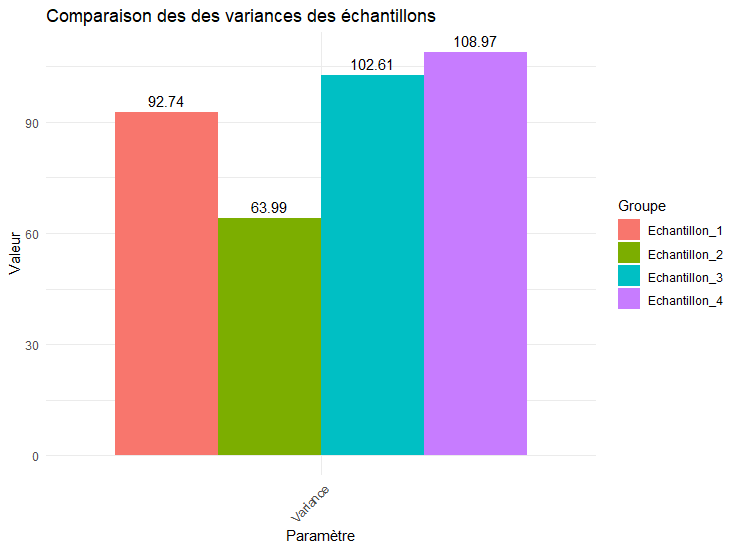 Comparaison des des variances des échantillons
108.97
102.61
92.74
63.99
90
60
30
0
Valeur
Variance
Paramètre
Groupe
Echantillon_1
Echantillon_2
Echantillon_3
Echantillon_4